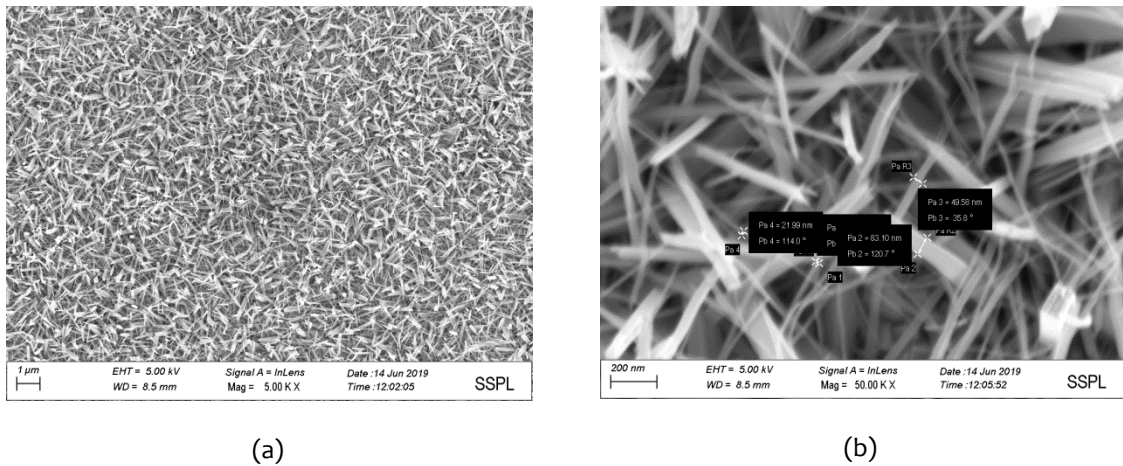 1 µm
EHT = 5.00 kV
WD = 8.5 mm
Signal A = InLens
Mag = 5.00 K X
Date :14 Jun 2019
Time :12:02:05
SSPL
(a)
Pa R3
Pa 3 = 49.58 nm
Pb 3 = 35.8 °
Pa 4 = 21.99 nm
Pb 4 = 114.0 °
Pa
Pb
Pa 2 = 83.10 nm
Pb 2 = 120.7 °
Pa 4
Pa 2
Pa 1
200 nm
EHT = 5.00 kV
WD = 8.5 mm
Signal A = InLens
Mag = 50.00 K X
Date :14 Jun 2019
Time :12:05:52
SSPL
(b)